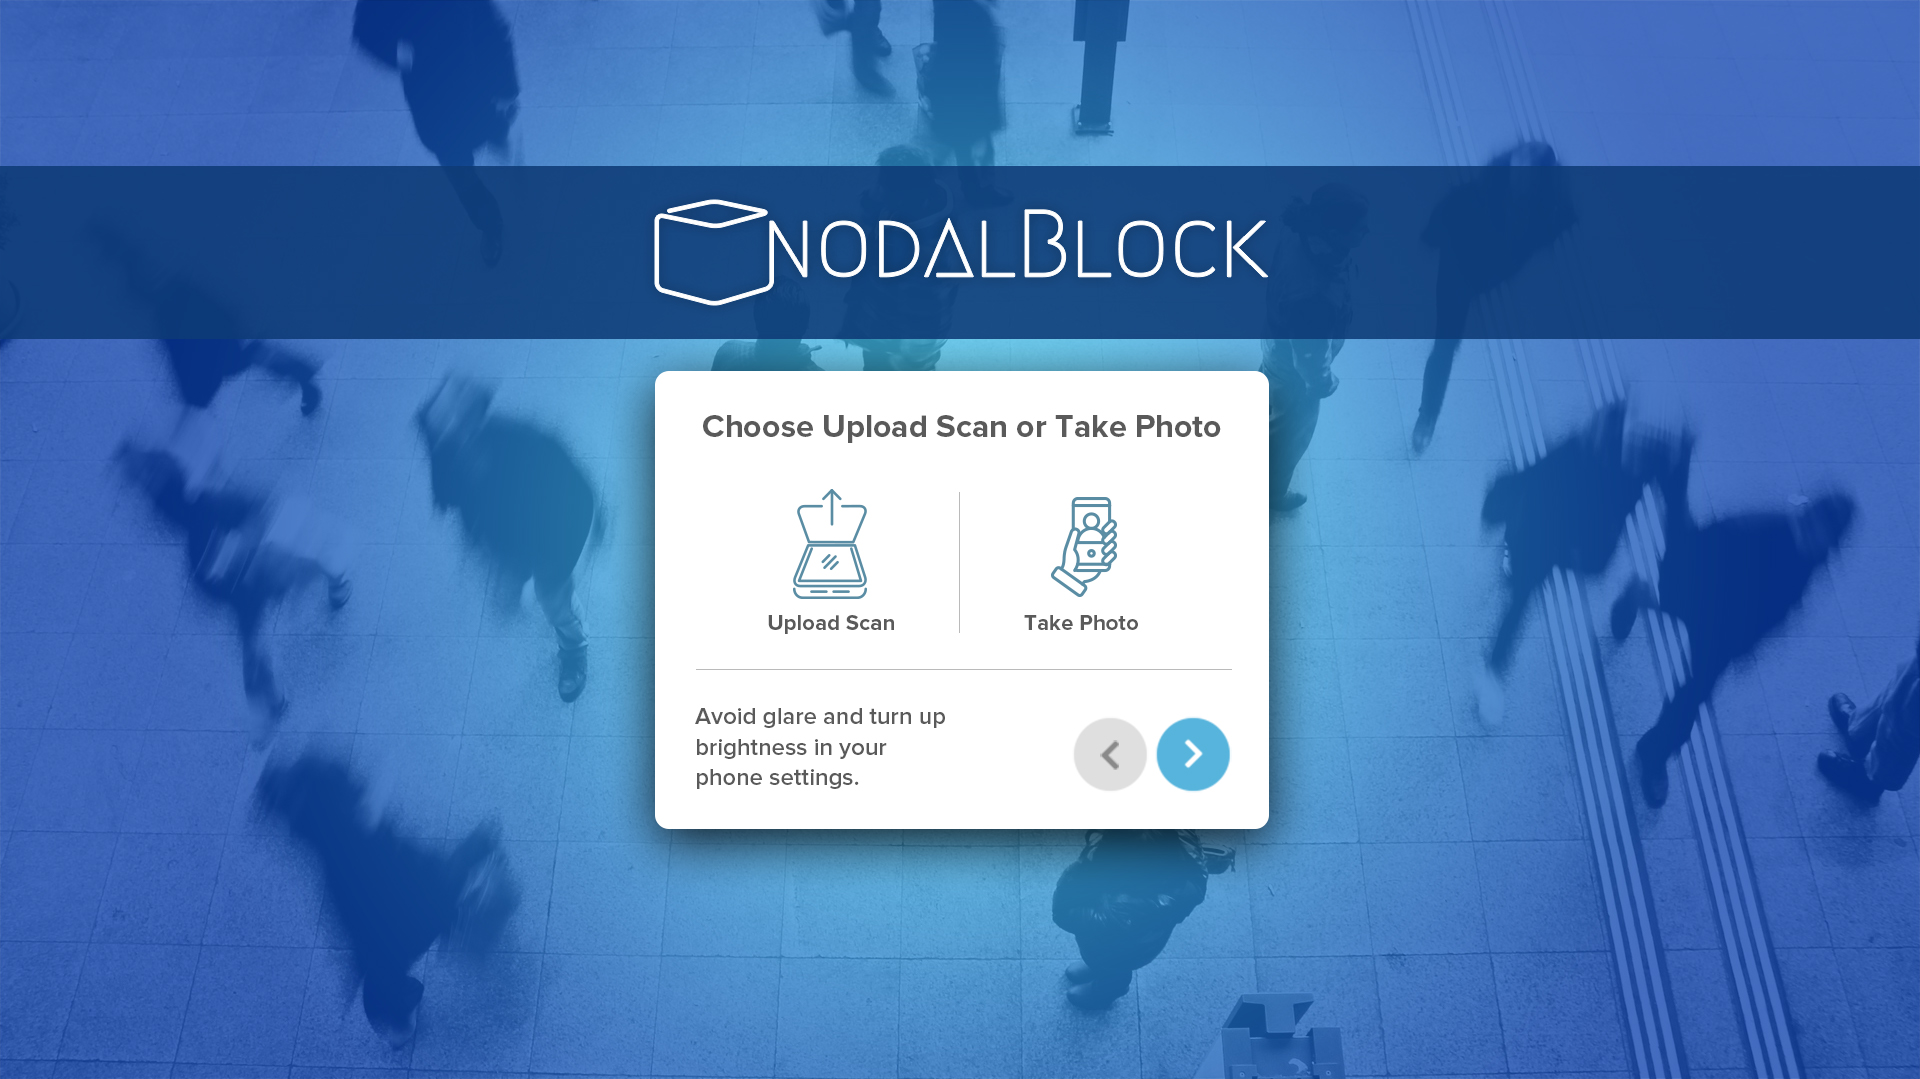 NODALBLOCK
Choose Upload Scan or Take Photo
Upload Scan
Take Photo
Avoid glare and turn up
brightness in your
phone settings.